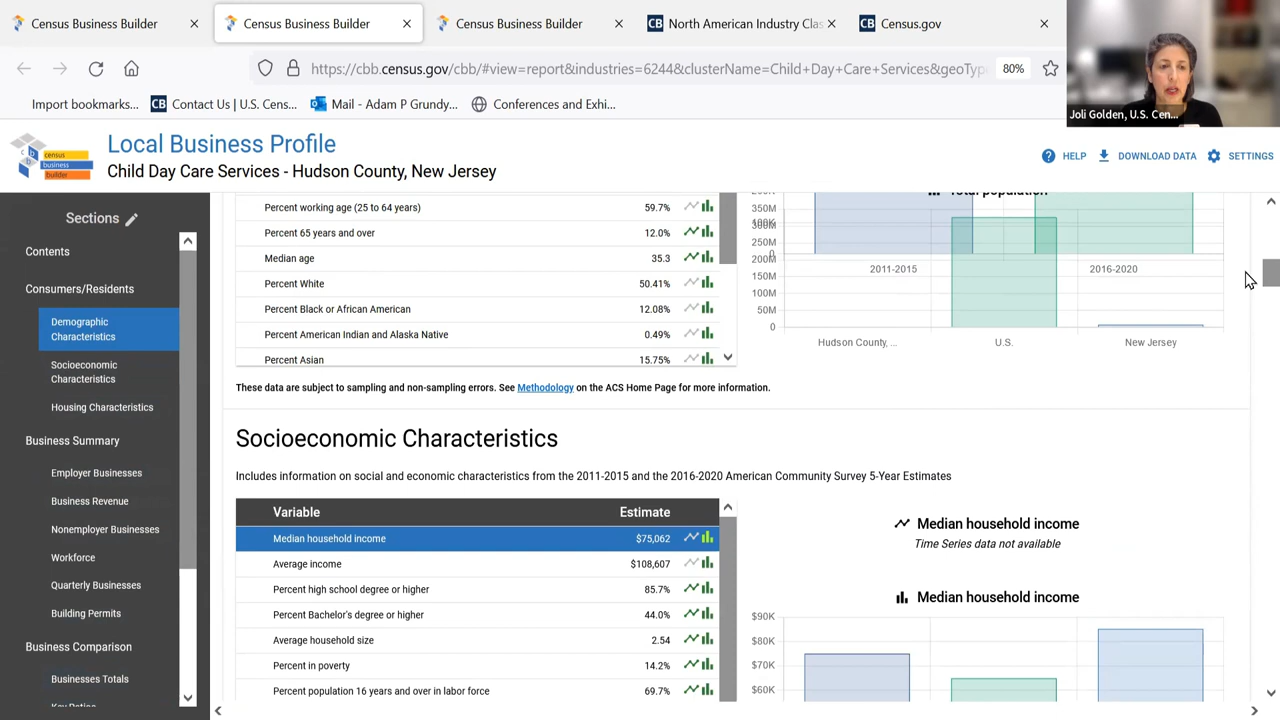 Census Business Builder
Census Business Builder
Census Business Builder
CB North American Industry Clas
CB Census.gov
https://cbb.census.gov/cbb/#view=report&industries=6244&clusterName=Child+Day+Care+Services&geoType
80%
Import bookmarks...
CB Contact Us | U.S. Cens...
Mail - Adam P Grundy,...
Conferences and Exhi...
Joli Golden, U.S. Cen...
census
business
builder
Local Business Profile
Child Day Care Services - Hudson County, New Jersey
HELP
DOWNLOAD DATA
SETTINGS
Sections
Contents
Consumers/Residents
Demographic
Characteristics
Socioeconomic
Characteristics
Housing Characteristics
Business Summary
Employer Businesses
Business Revenue
Nonemployer Businesses
Workforce
Quarterly Businesses
Building Permits
Business Comparison
Businesses Totals
Key Ratios
Percent working age (25 to 64 years) 59.7%
Percent 65 years and over 12.0%
Median age 35.3
Percent White 50.41%
Percent Black or African American 12.08%
Percent American Indian and Alaska Native 0.49%
Percent Asian 15.75%
Total population
350M
250M
200M
150M
100M
50M
0
2011-2015
2016-2020
Hudson County, ...
U.S.
New Jersey
These data are subject to sampling and non-sampling errors. See Methodology on the ACS Home Page for more information.
Socioeconomic Characteristics
Includes information on social and economic characteristics from the 2011-2015 and the 2016-2020 American Community Survey 5-Year Estimates
Variable Estimate
Median household income $75,062
Average income $108,607
Percent high school degree or higher 85.7%
Percent Bachelor's degree or higher 44.0%
Average household size 2.54
Percent in poverty 14.2%
Percent population 16 years and over in labor force 69.7%
Median household income
Time Series data not available
Median household income
$90K
$80K
$70K
$60K